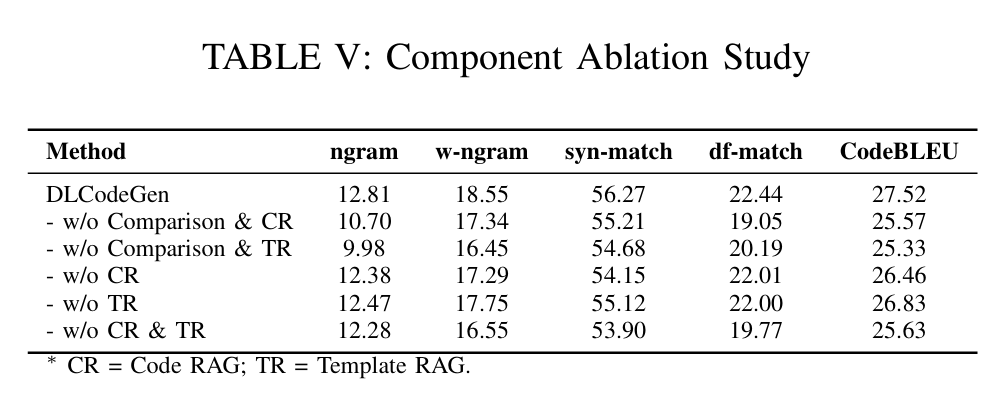 TABLE V: Component Ablation Study
Method ngram w-ngram syn-match df-match CodeBLEU
DLCodeGen 12.81 18.55 56.27 22.44 27.52
- w/o Comparison & CR 10.70 17.34 55.21 19.05 25.57
- w/o Comparison & TR 9.98 16.45 54.68 20.19 25.33
- w/o CR 12.38 17.29 54.15 22.01 26.46
- w/o TR 12.47 17.75 55.12 22.00 26.83
- w/o CR & TR 12.28 16.55 53.90 19.77 25.63
* CR = Code RAG; TR = Template RAG.